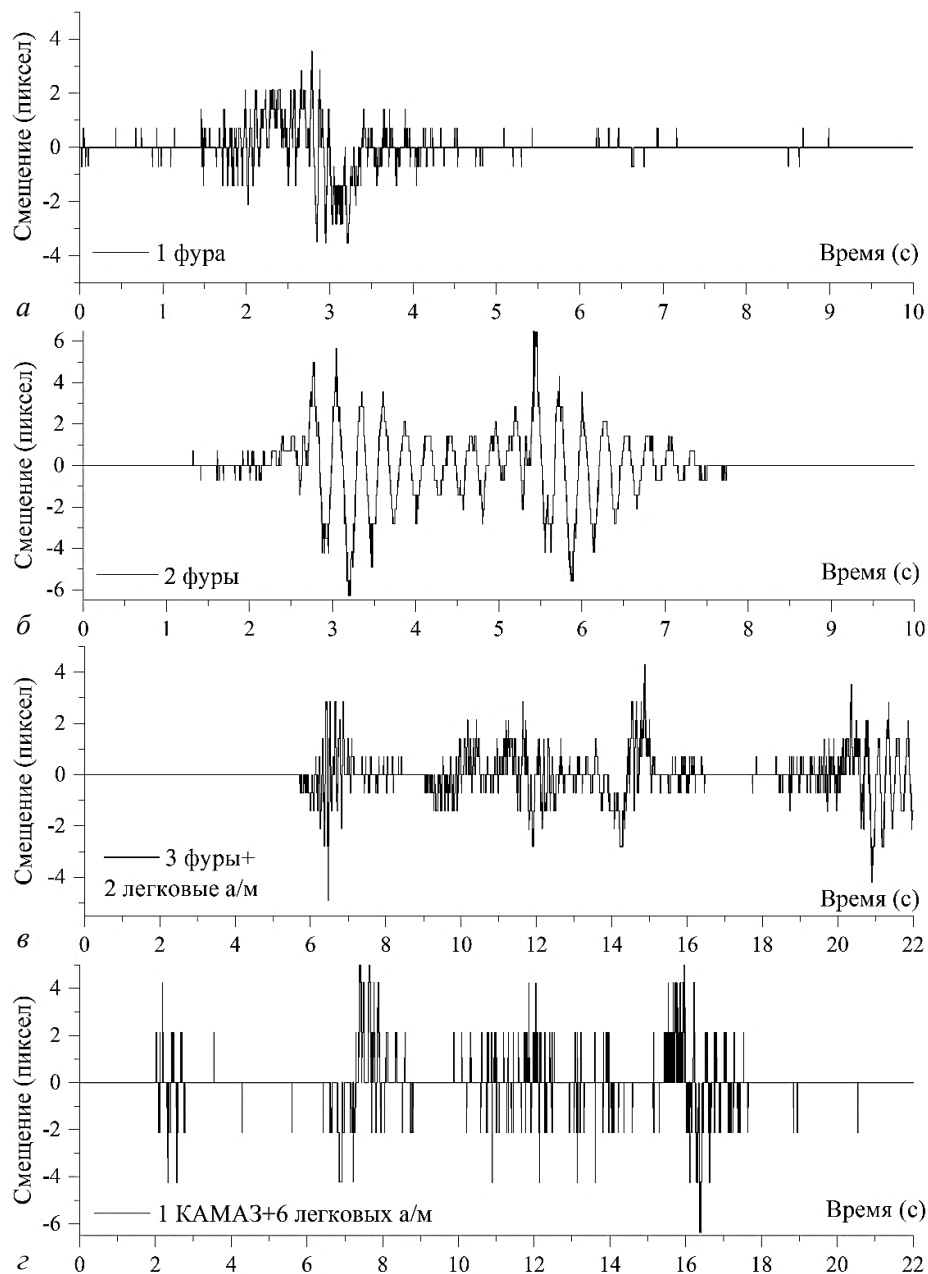 4
2
0
-2
-4
Смещение (пиксел)
1 фура
Время (с)
а
0 1 2 3 4 5 6 7 8 9 10
6
4
2
0
-2
-4
-6
Смещение (пиксел)
2 фуры
Время (с)
б
0 1 2 3 4 5 6 7 8 9 10
4
2
0
-2
-4
Смещение (пиксел)
3 фуры+
2 легковые а/м
Время (с)
в
0 2 4 6 8 10 12 14 16 18 20 22
4
2
0
-2
-4
-6
Смещение (пиксел)
1 КАМАЗ+6 легковых а/м
Время (с)
г
0 2 4 6 8 10 12 14 16 18 20 22